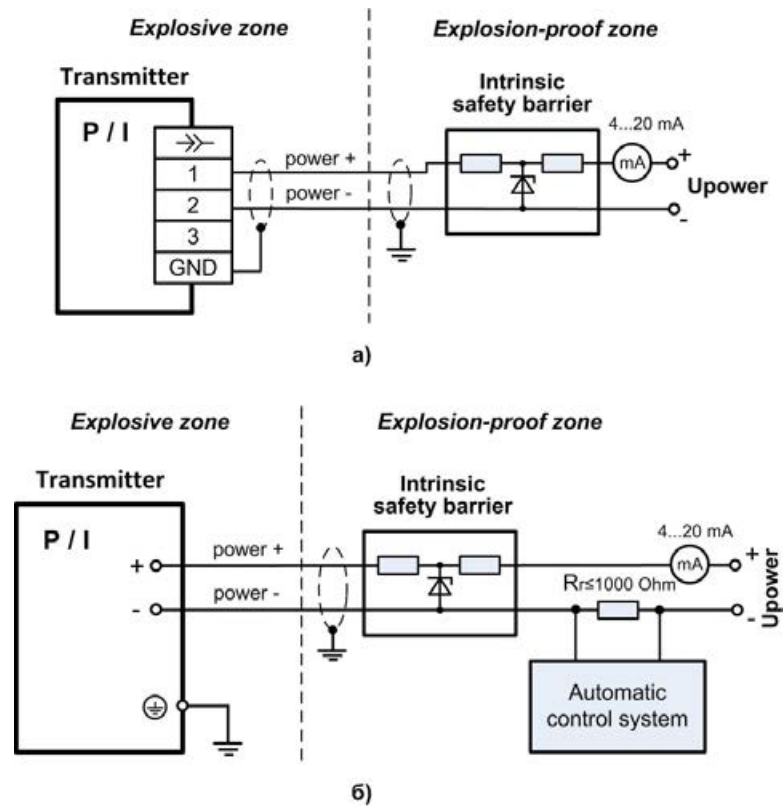 Explosive zone
Explosion-proof zone
Transmitter
Intrinsic
safety barrier
P / I
4...20 mA
1
power +
mA
+
Upower
2
power -
-
3
GND
а)
Explosive zone
Explosion-proof zone
Transmitter
Intrinsic
safety barrier
P / I
4...20 mA
+
power +
mA
+
Rr≤1000 Ohm
Upower
-
power -
-
Automatic
control system
б)